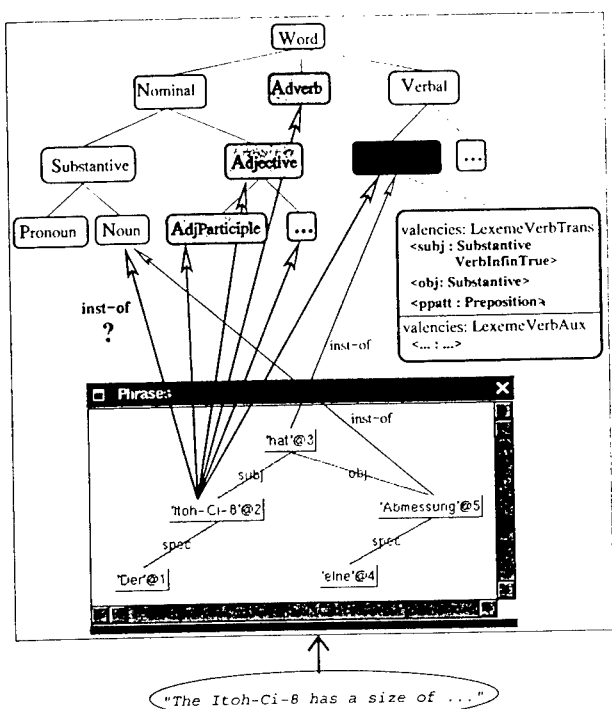 Word
Nominal
Adverb
Verbal
Substantive
Adjective
...
Pronoun
Noun
AdjParticiple
...
valencies: LexemeVerbTrans
<subj : Substantive
VerbInfinTrue>
<obj: Substantive>
<ppatt : Preposition>
valencies: LexemeVerbAux
<... : ...>
inst-of
?
inst-of
Phrases
inst-of
'hat'@3
subj
obj
'Itoh-Ci-8'@2
'Abmessung'@5
spec
spec
'Der'@1
'eine'@4
"The Itoh-Ci-8 has a size of ..."